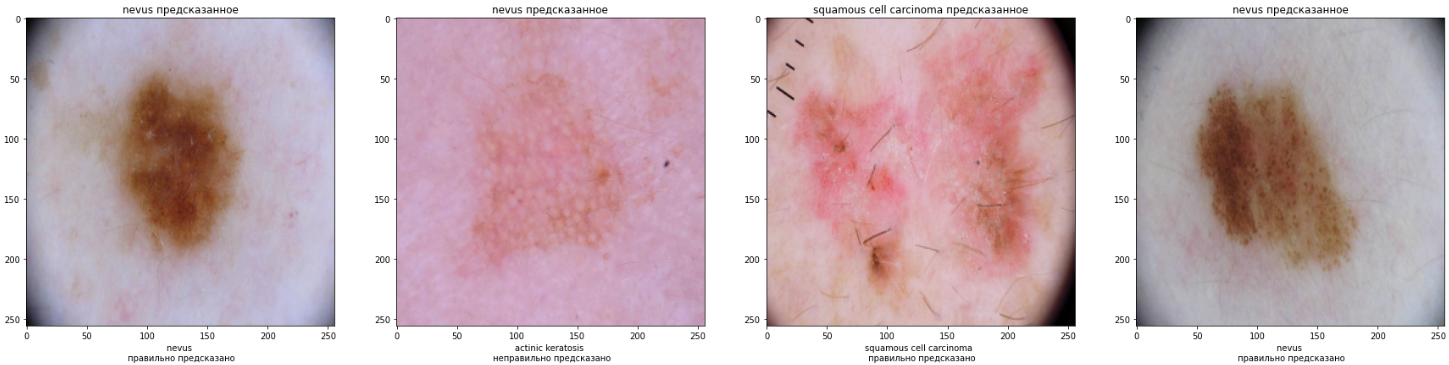 nevus предсказанное
0
50
100
150
200
250
0 50 100 150 200 250
nevus
правильно предсказано
nevus предсказанное
0
50
100
150
200
250
0 50 100 150 200 250
actinic keratosis
неправильно предсказано
squamous cell carcinoma предсказанное
0
50
100
150
200
250
0 50 100 150 200 250
squamous cell carcinoma
правильно предсказано
nevus предсказанное
0
50
100
150
200
250
0 50 100 150 200 250
nevus
правильно предсказано